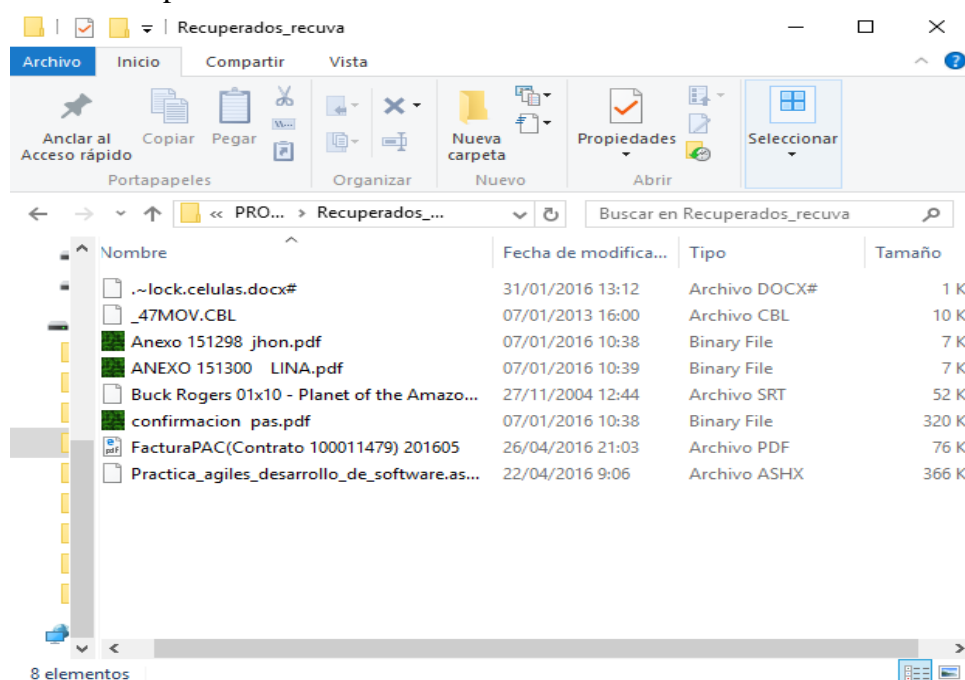 Recuperados_recuva
Archivo Inicio Compartir Vista
Anclar al Acceso rápido
Copiar
Pegar
Nueva carpeta
Propiedades
Seleccionar
Portapapeles Organizar Nuevo Abrir
« PRO... > Recuperados_... Buscar en Recuperados_recuva
Nombre Fecha de modifica... Tipo Tamaño
.~lock.celulas.docx# 31/01/2016 13:12 Archivo DOCX# 1 K
_47MOV.CBL 07/01/2013 16:00 Archivo CBL 10 K
Anexo 151298 jhon.pdf 07/01/2016 10:38 Binary File 7 K
ANEXO 151300 LINA.pdf 07/01/2016 10:39 Binary File 7 K
Buck Rogers 01x10 - Planet of the Amazo... 27/11/2004 12:44 Archivo SRT 52 K
confirmacion pas.pdf 07/01/2016 10:38 Binary File 320 K
FacturaPAC(Contrato 100011479) 201605 26/04/2016 21:03 Archivo PDF 76 K
Practica_agiles_desarrollo_de_software.as... 22/04/2016 9:06 Archivo ASHX 366 K
8 elementos